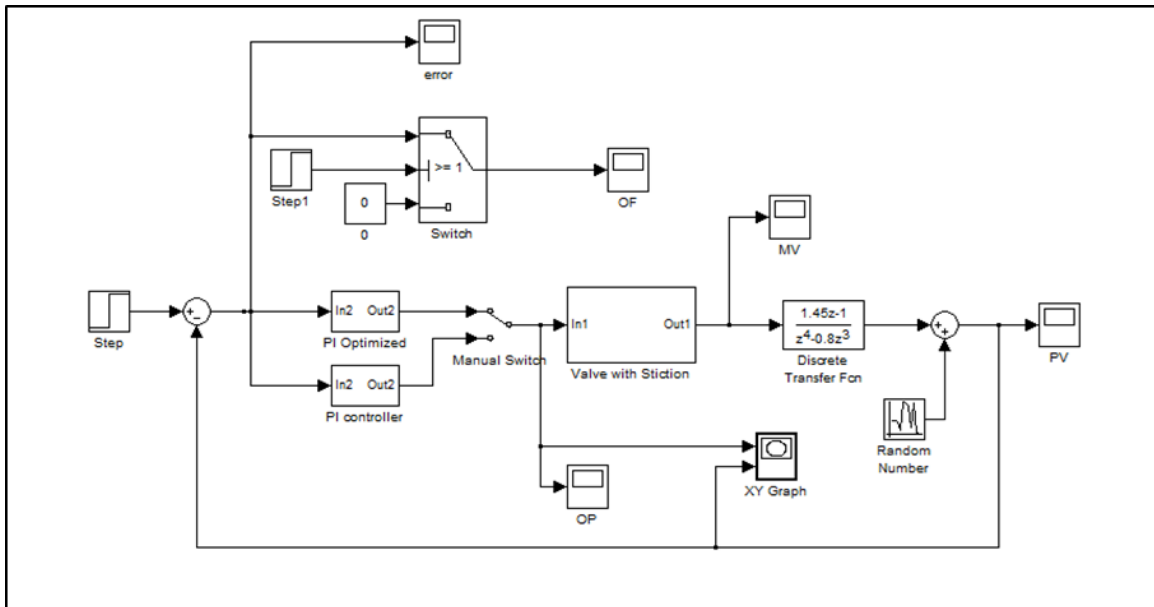 error
>= 1
Step1
0
0
Switch
OF
MV
Step
+
−
In2 Out2
PI Optimized
In2 Out2
PI controller
Manual Switch
In1 Out1
Valve with Stiction
1.45z-1
z⁴-0.8z³
Discrete
Transfer Fcn
+
+
PV
Random
Number
XY Graph
OP